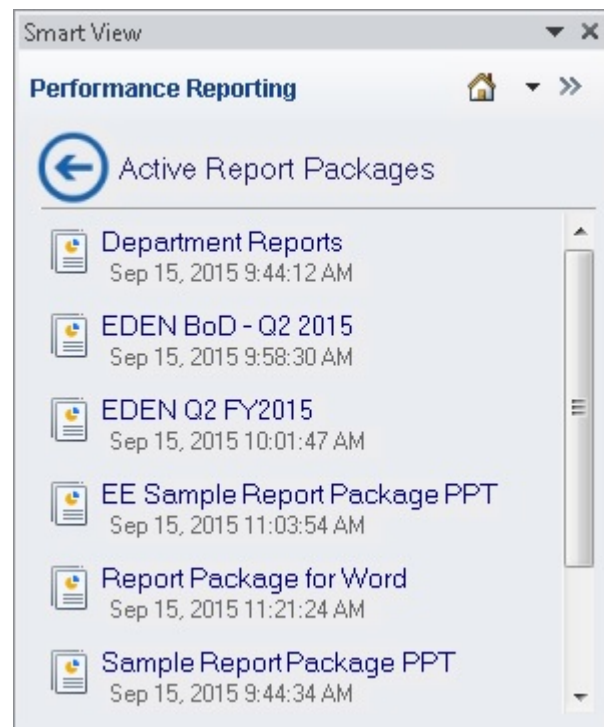 Smart View
Performance Reporting
Active Report Packages
Department Reports
Sep 15, 2015 9:44:12 AM
EDEN BoD - Q2 2015
Sep 15, 2015 9:58:30 AM
EDEN Q2 FY2015
Sep 15, 2015 10:01:47 AM
EE Sample Report Package PPT
Sep 15, 2015 11:03:54 AM
Report Package for Word
Sep 15, 2015 11:21:24 AM
Sample Report Package PPT
Sep 15, 2015 9:44:34 AM